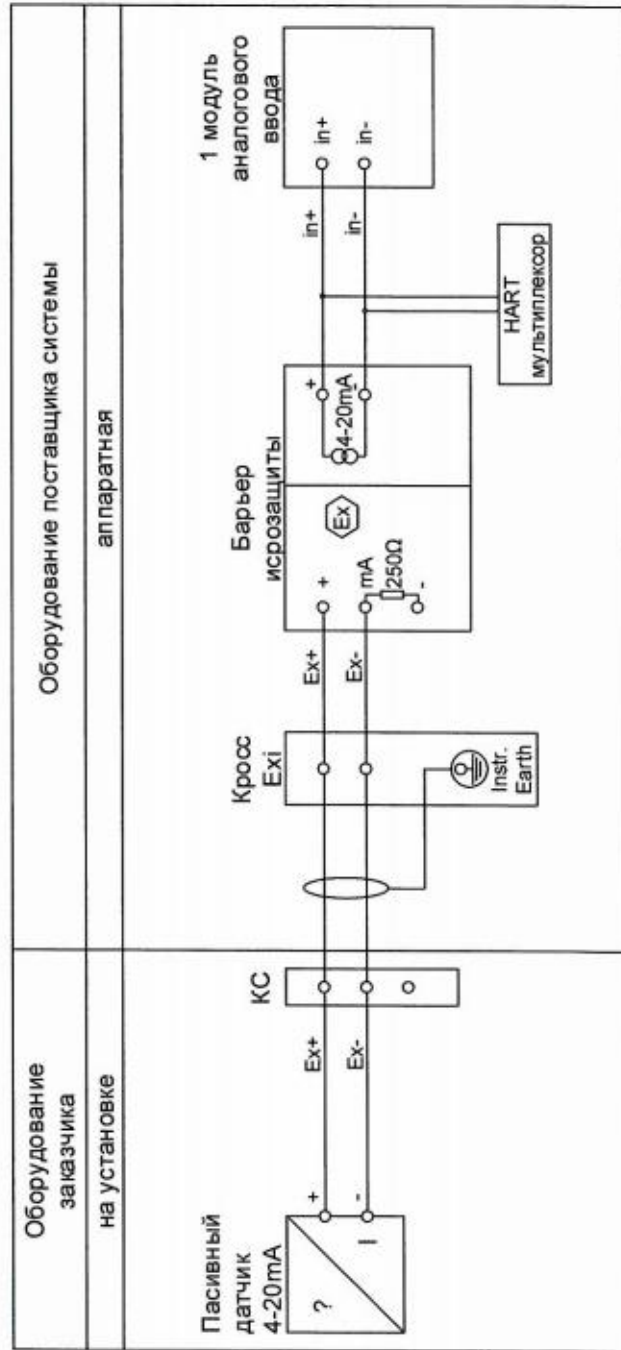 Оборудование
заказчика
Оборудование поставщика системы
на установке
аппаратная
Пасивный
датчик
4-20mA
?
I
+
-
Ex+
Ex-
КС
Кросс
Exi
Instr.
Earth
Ex+
Ex-
Барьер
исрозащиты
+
mA
250Ω
-
Ex
+
4-20mA
-
in+
in-
HART
мультиплексор
1 модуль
аналогового
ввода
in+
in-